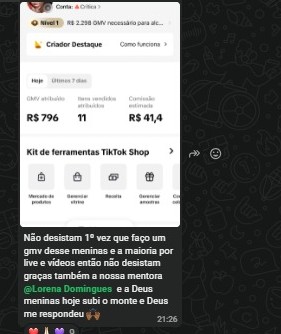 Conta: Crítica >
Nível 1 R$ 2.298 GMV necessário para alc... >
Criador Destaque Como funciona >
Hoje Últimos 7 dias
GMV atribuído Itens vendidos atribuídos Comissão estimada
R$ 796 11 R$ 41,4
Kit de ferramentas TikTok Shop >
Mercado de produtos Gerenciar vitrine Receita Gerenciar amostras
Não desistam 1º vez que faço um
gmv desse meninas e a maioria por
live e vídeos então não desistam
graças também a nossa mentora
@Lorena Domingues e a Deus
meninas hoje subi o monte e Deus
me respondeu
21:26
9